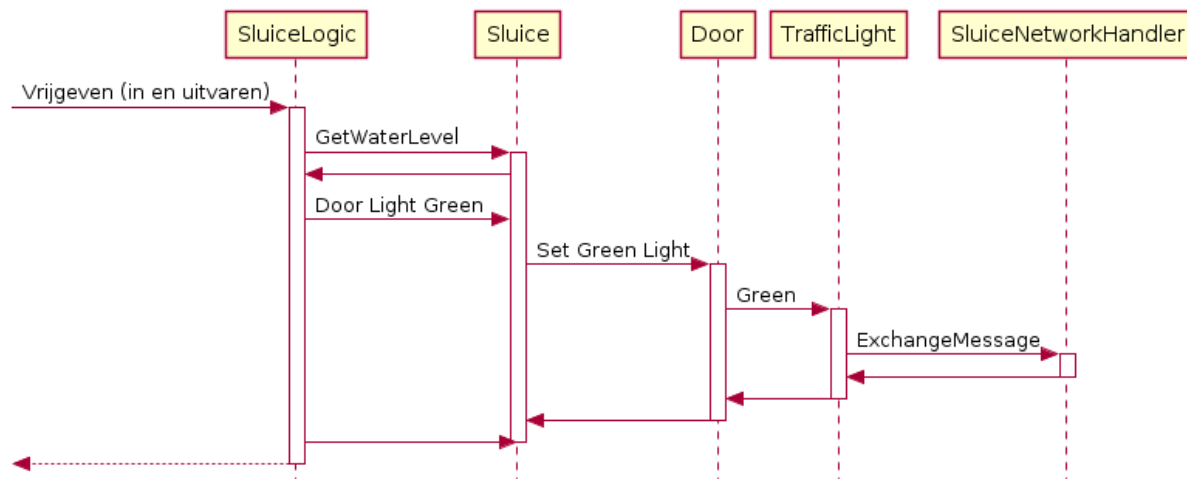 SluiceLogic
Sluice
Door
TrafficLight
SluiceNetworkHandler
Vrijgeven (in en uitvaren)
GetWaterLevel
Door Light Green
Set Green Light
Green
ExchangeMessage